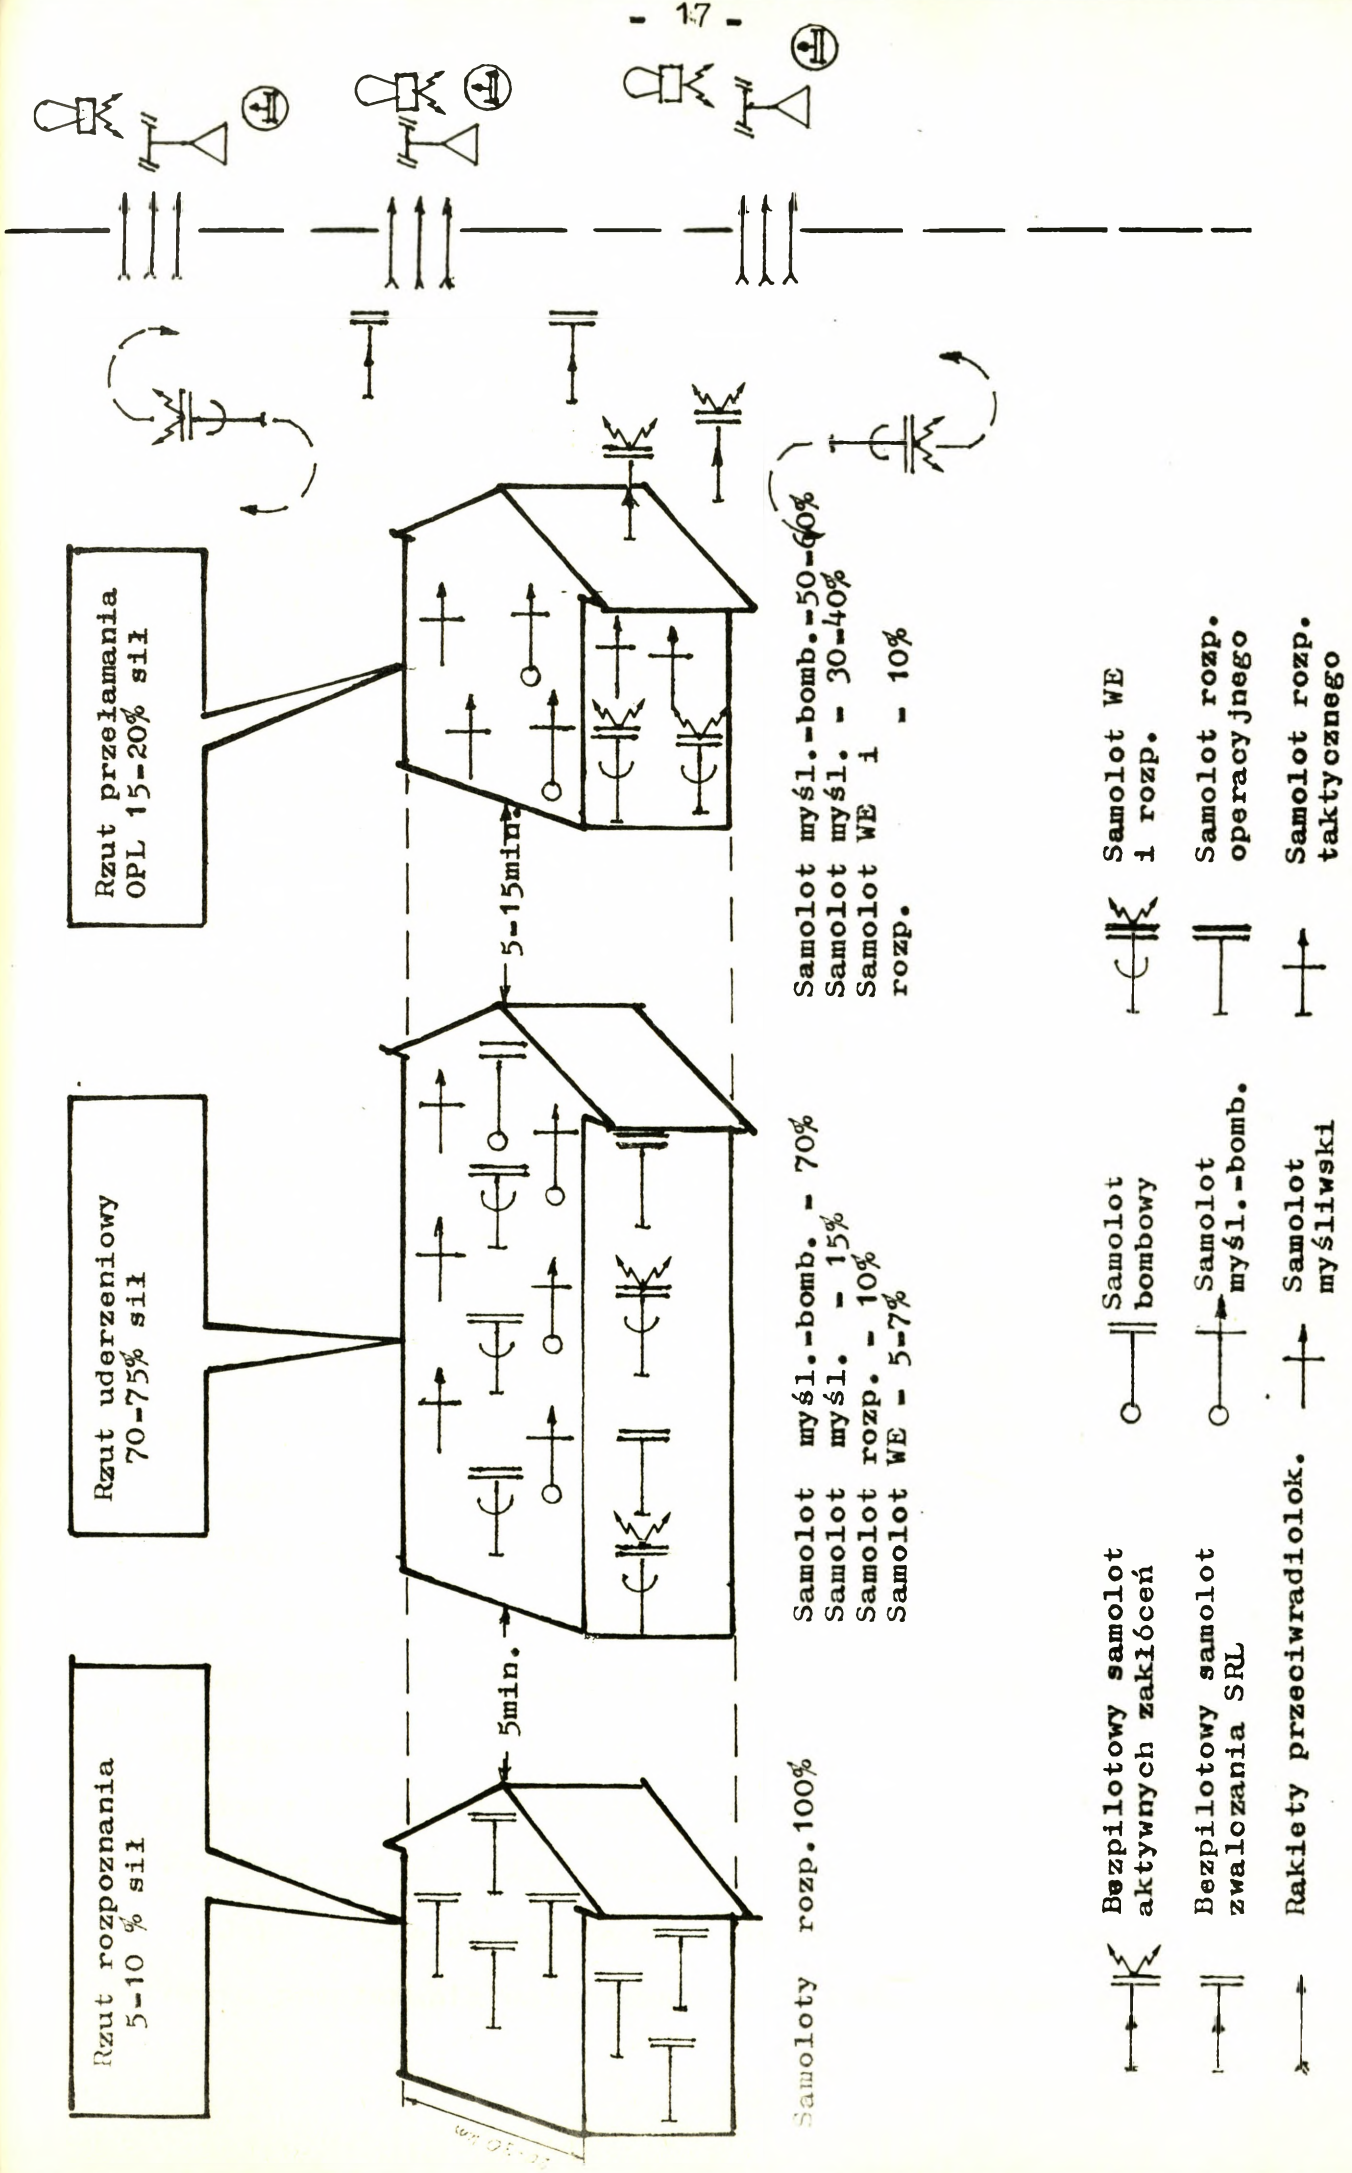 - 17 -
Rzut rozpoznania
5-10 % sił
Rzut uderzeniowy
70-75% sił
Rzut przełamania
OPL 15-20% sił
5min.
5-15min.
Samoloty rozp.100%
Samolot myśl.-bomb. - 70%
Samolot myśl. - 15%
Samolot rozp. - 10%
Samolot WE - 5-7%
Samolot myśl.-bomb.-50-60%
Samolot myśl. - 30-40%
Samolot WE i
rozp. - 10%
Bezpilotowy samolot
aktywnych zakłóceń
Bezpilotowy samolot
zwalczania SRL
Rakiety przeciwradiolok.
Samolot
bombowy
Samolot
myśl.-bomb.
Samolot
myśliwski
Samolot WE
i rozp.
Samolot rozp.
operacyjnego
Samolot rozp.
taktycznego